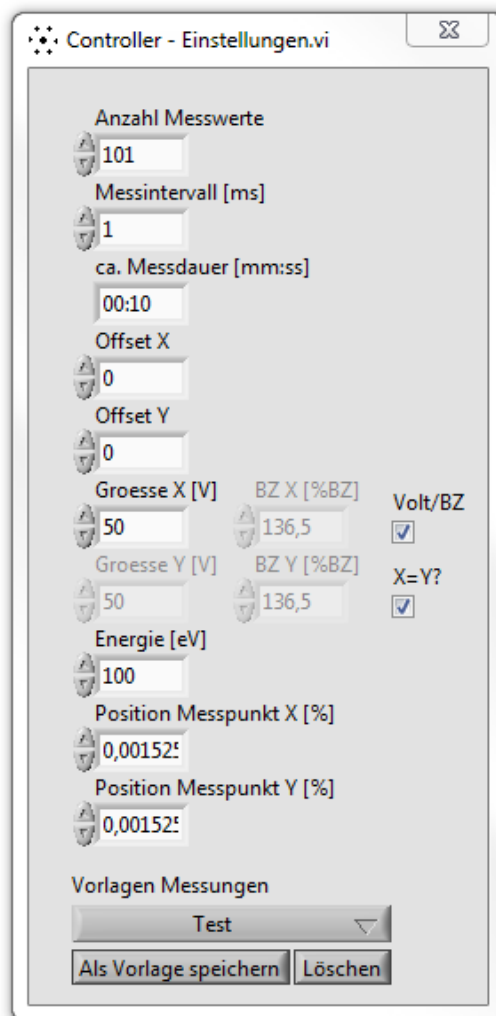 Controller - Einstellungen.vi
Anzahl Messwerte
101
Messintervall [ms]
1
ca. Messdauer [mm:ss]
00:10
Offset X
0
Offset Y
0
Groesse X [V] BZ X [%BZ] Volt/BZ
50 136,5
Groesse Y [V] BZ Y [%BZ] X=Y?
50 136,5
Energie [eV]
100
Position Messpunkt X [%]
0,001525
Position Messpunkt Y [%]
0,001525
Vorlagen Messungen
Test
Als Vorlage speichern Löschen